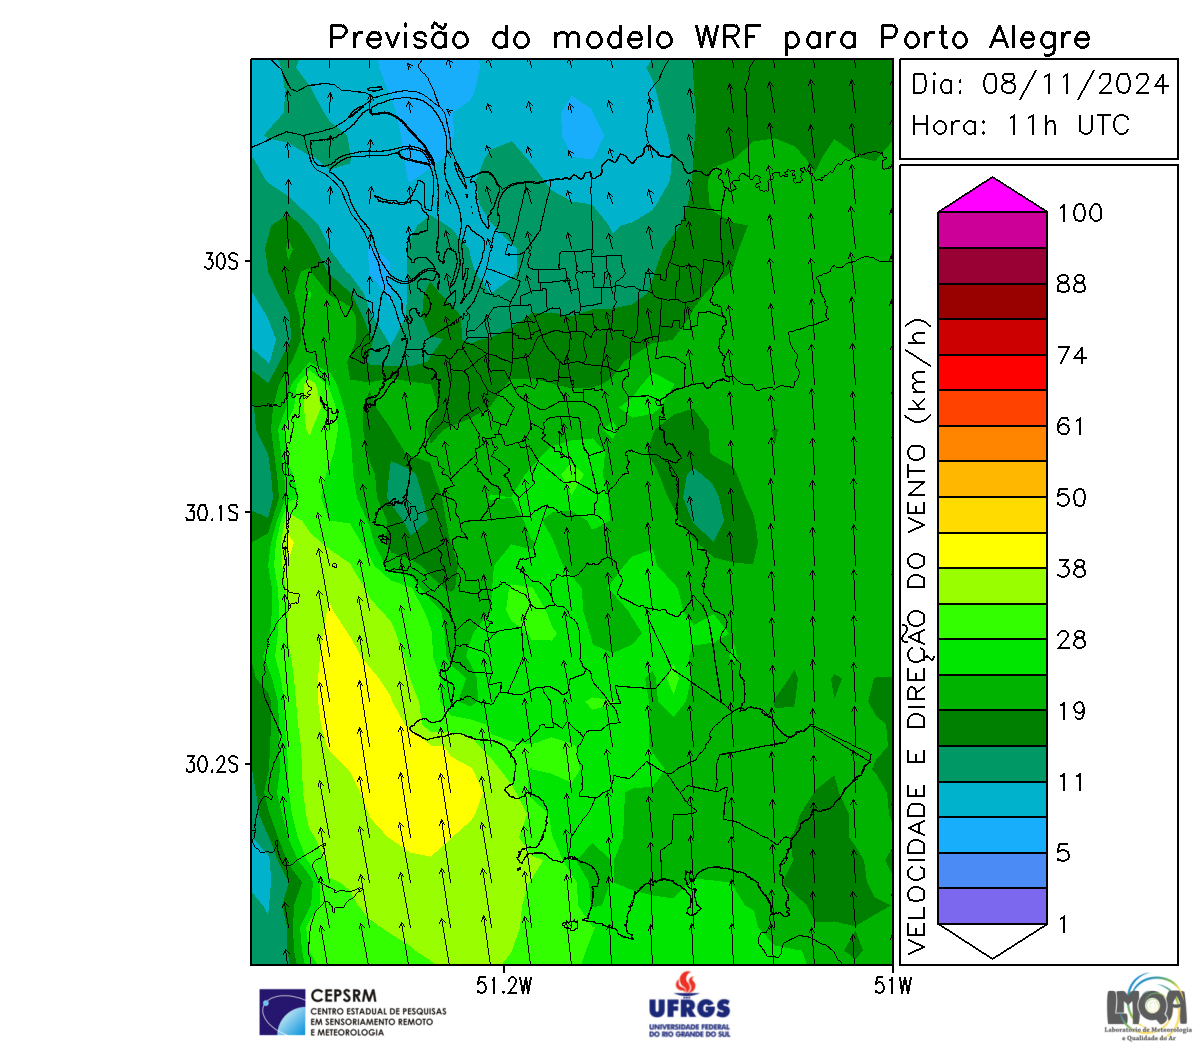 Previsão do modelo WRF para Porto Alegre
Dia: 08/11/2024
Hora: 11h UTC
30S
30.1S
30.2S
51.2W
51W
VELOCIDADE E DIREÇÃO DO VENTO (km/h)
100
88
74
61
50
38
28
19
11
5
1
CEPSRM
CENTRO ESTADUAL DE PESQUISAS
EM SENSORIAMENTO REMOTO
E METEOROLOGIA
UFRGS
UNIVERSIDADE FEDERAL
DO RIO GRANDE DO SUL
LMQA
Laboratório de Meteorologia
e Qualidade do Ar